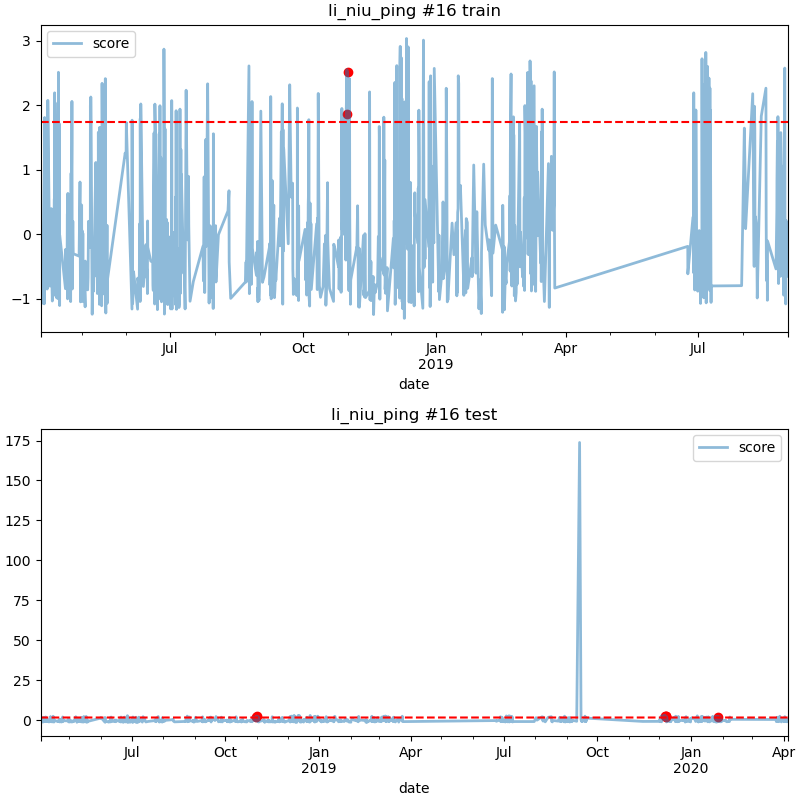 li_niu_ping #16 train
score
3
2
1
0
−1
Jul
Oct
Jan
2019
Apr
Jul
date
li_niu_ping #16 test
score
175
150
125
100
75
50
25
0
Jul
Oct
Jan
2019
Apr
Jul
Oct
Jan
2020
Apr
date